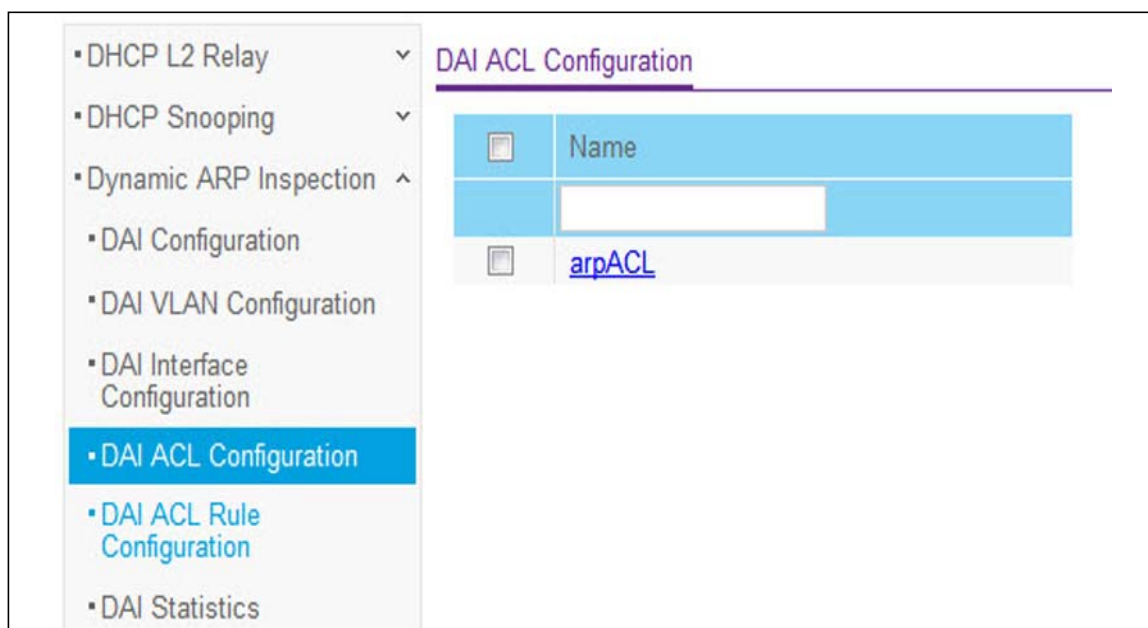 DHCP L2 Relay
DHCP Snooping
Dynamic ARP Inspection
DAI Configuration
DAI VLAN Configuration
DAI Interface
Configuration
DAI ACL Configuration
DAI ACL Rule
Configuration
DAI Statistics
DAI ACL Configuration
Name
arpACL